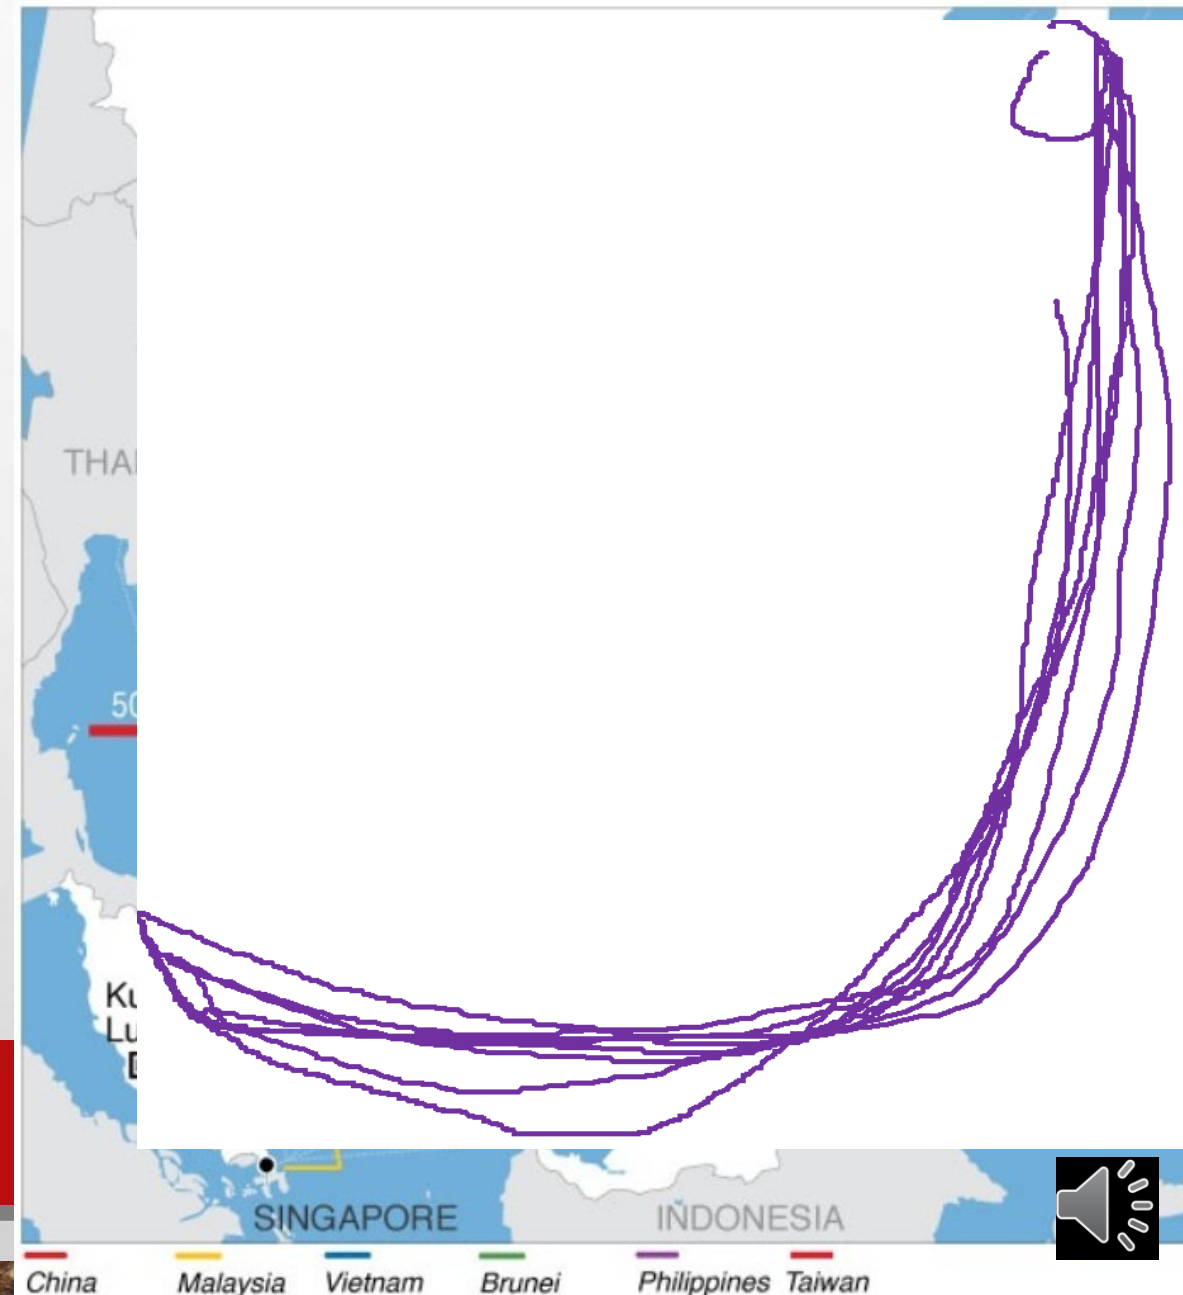 THAI
50
Ku
Lu
SINGAPORE
INDONESIA
China Malaysia Vietnam Brunei Philippines Taiwan